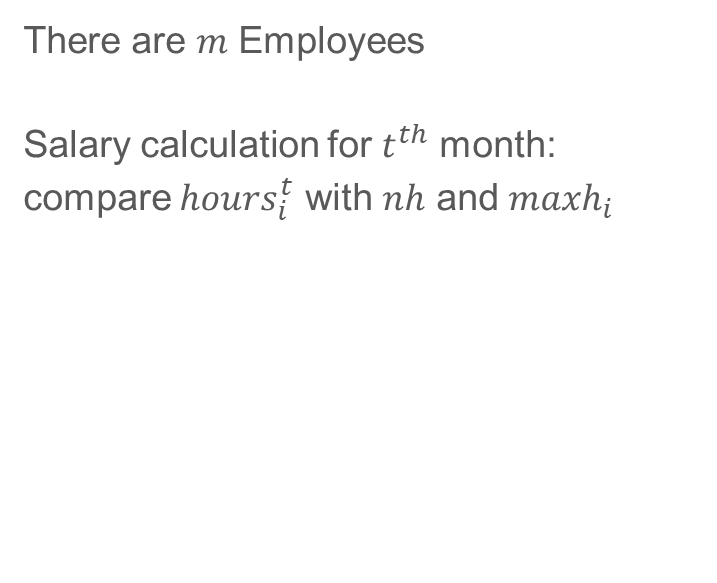 There are m Employees
Salary calculation for t^{th} month:
compare hours_i^t with nh and maxh_i